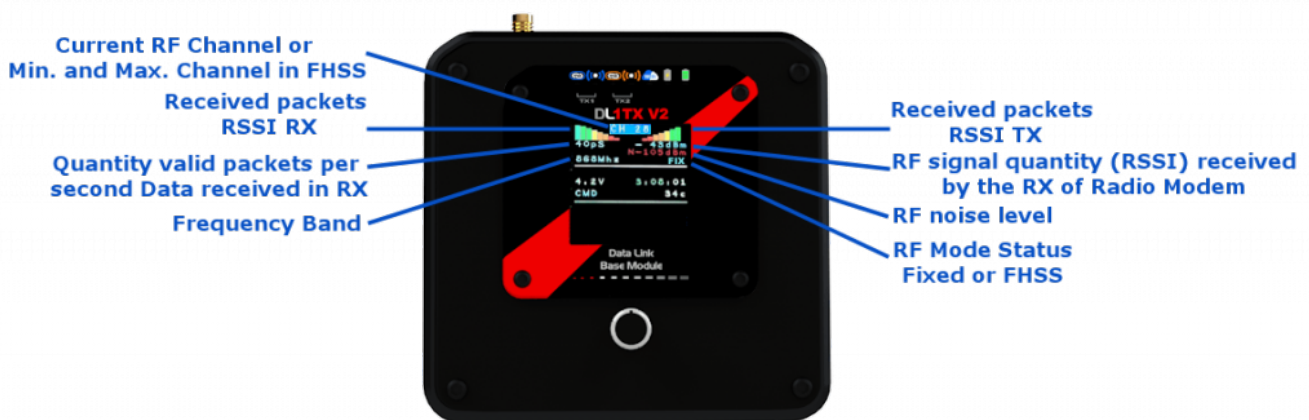 Current RF Channel or
Min. and Max. Channel in FHSS
Received packets
RSSI RX
Quantity valid packets per
second Data received in RX
Frequency Band
TX1 TX2
DL1TX V2
CH 28
40pS - 45dBm
N-105dBm
868Mhz FIX
4.2V 3:08:01
CMD 34c
Data Link
Base Module
Received packets
RSSI TX
RF signal quantity (RSSI) received
by the RX of Radio Modem
RF noise level
RF Mode Status
Fixed or FHSS